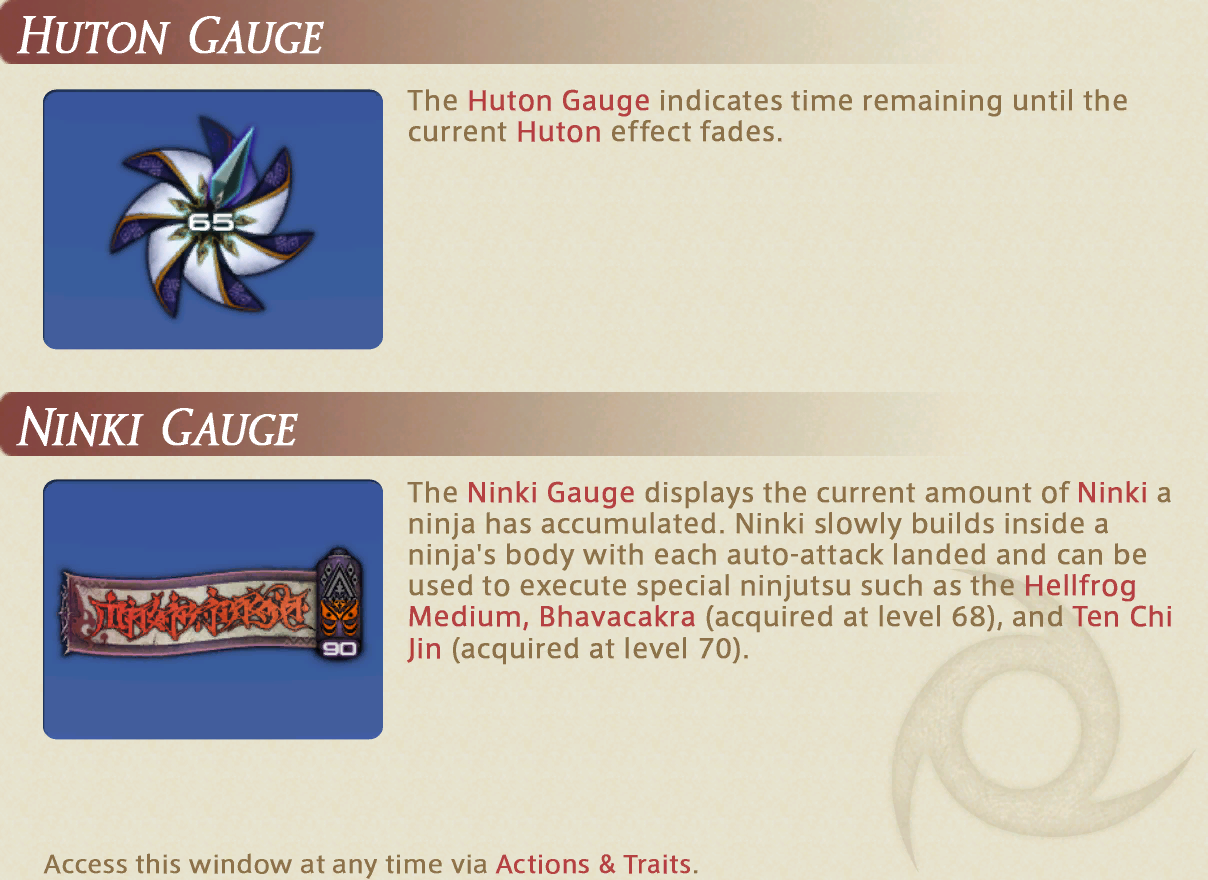 HUTON GAUGE
65
The Huton Gauge indicates time remaining until the
current Huton effect fades.
NINKI GAUGE
90
The Ninki Gauge displays the current amount of Ninki a
ninja has accumulated. Ninki slowly builds inside a
ninja's body with each auto-attack landed and can be
used to execute special ninjutsu such as the Hellfrog
Medium, Bhavacakra (acquired at level 68), and Ten Chi
Jin (acquired at level 70).
Access this window at any time via Actions & Traits.